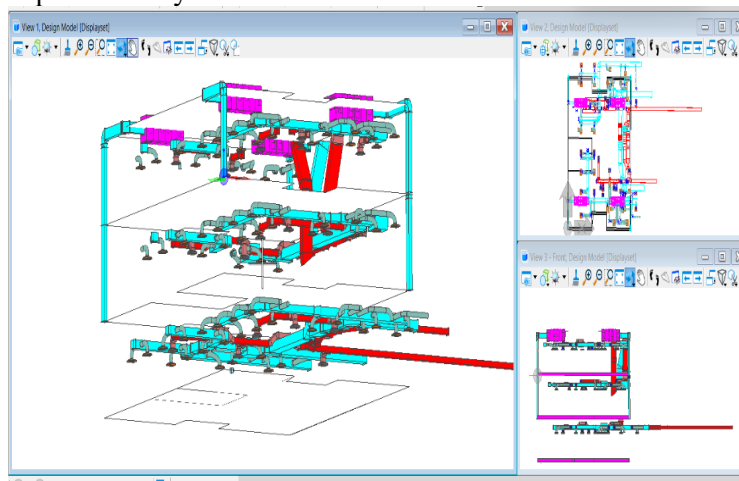 View 1, Design Model [Displayset]
View 2, Design Model [Displayset]
View 3 - Front, Design Model [Displayset]